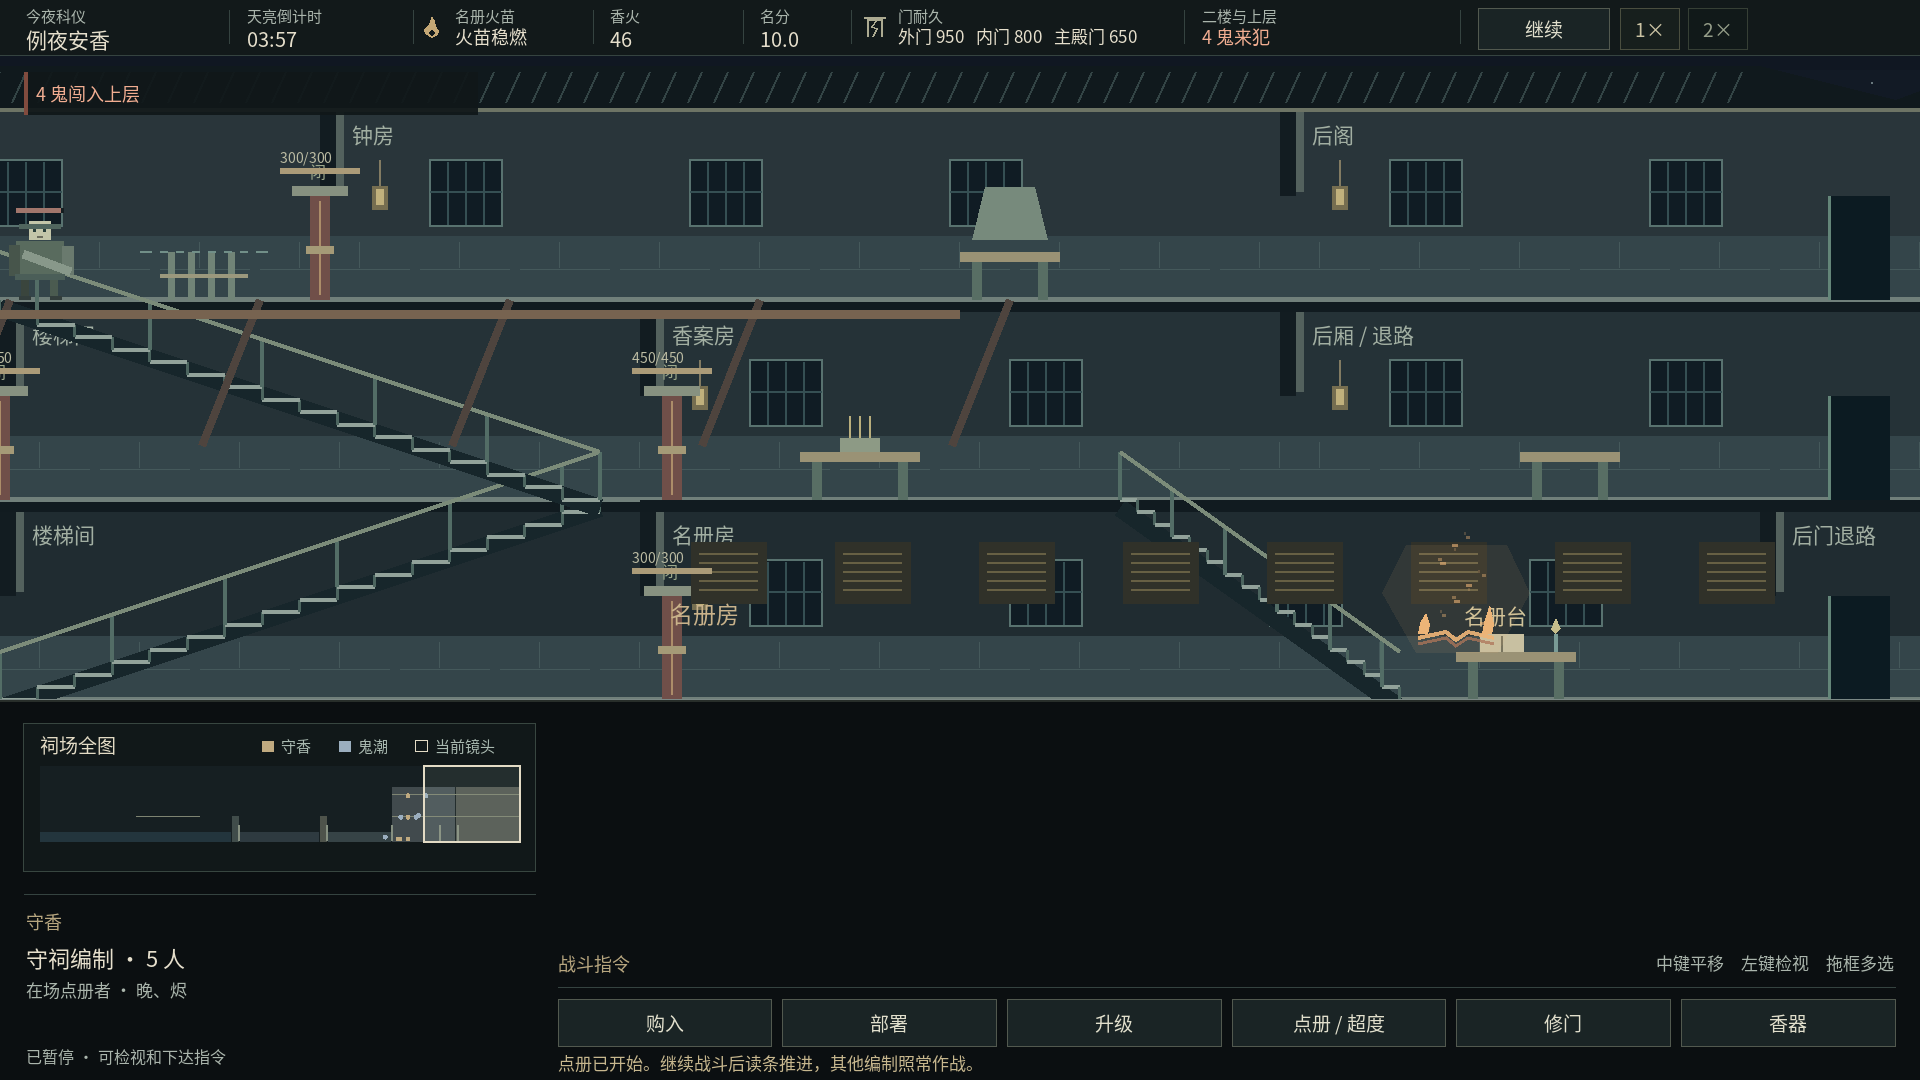 今夜科仪
例夜安香
天亮倒计时
03:57
名册火苗
火苗稳燃
香火
46
名分
10.0
门耐久
外门 950 内门 800 主殿门 650
二楼与上层
4 鬼来犯
继续
1×
2×
4 鬼闯入上层
钟房
300/300
闭
后阁
香案房
450/450
闭
后厢 / 退路
楼梯间
名册房
300/300
闭
名册房
名册台
后门退路
祠场全图
守香
鬼潮
当前镜头
守香
守祠编制 · 5 人
在场点册者 · 晚、烬
已暂停 · 可检视和下达指令
战斗指令
中键平移 左键检视 拖框多选
购入
部署
升级
点册 / 超度
修门
香器
点册已开始。继续战斗后读条推进，其他编制照常作战。